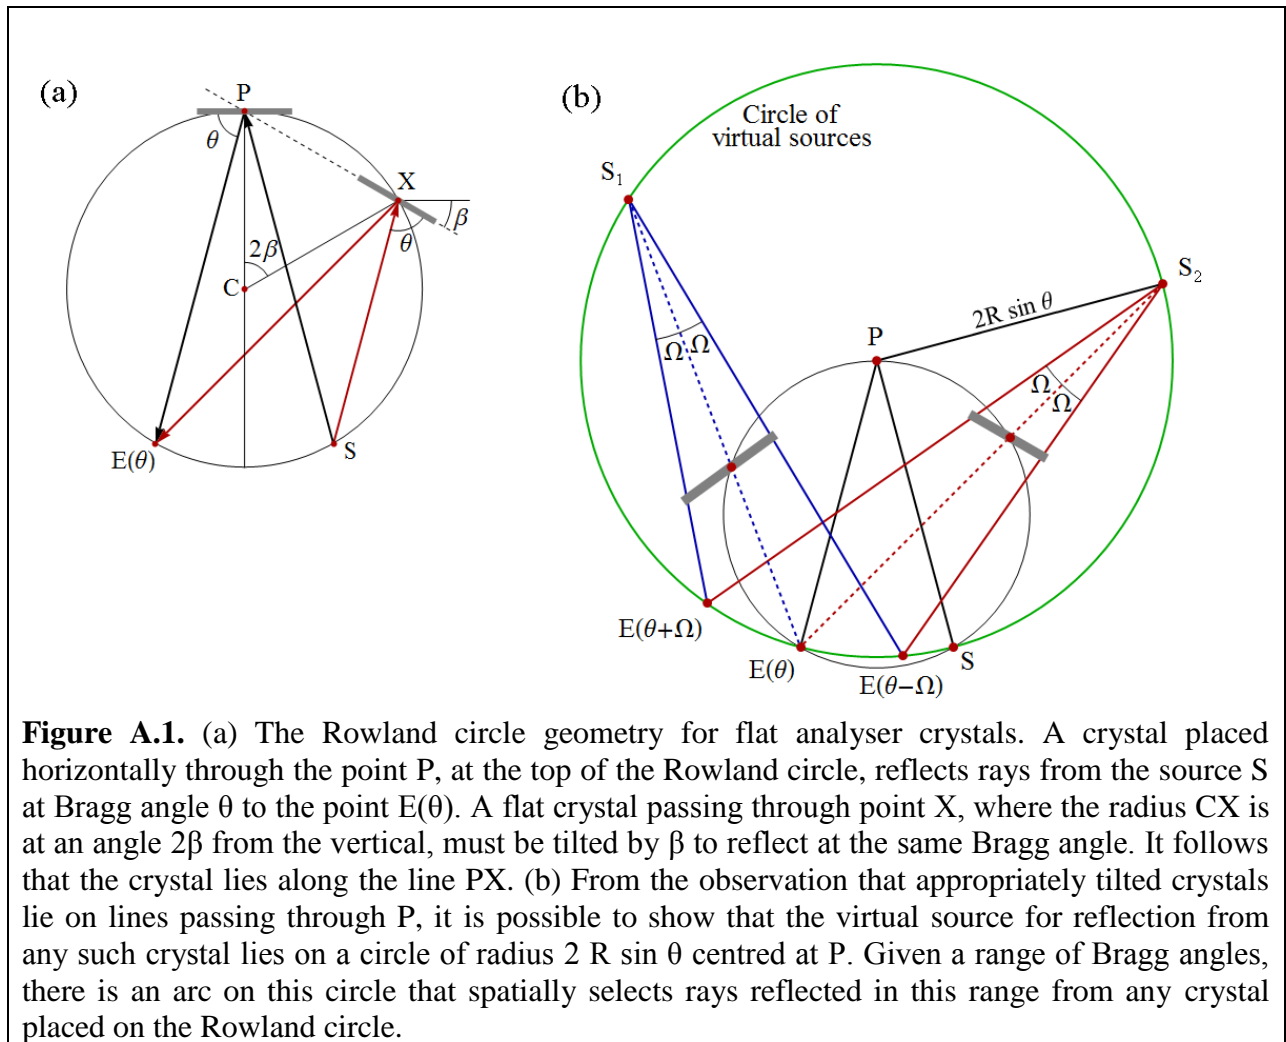 (a)
P
θ
X
β
θ
2β
C
E(θ)
S
(b)
Circle of
virtual sources
S1
S2
2R sin θ
P
Ω Ω
Ω
Ω
E(θ+Ω)
E(θ)
E(θ−Ω)
S
Figure A.1. (a) The Rowland circle geometry for flat analyser crystals. A crystal placed
horizontally through the point P, at the top of the Rowland circle, reflects rays from the source S
at Bragg angle θ to the point E(θ). A flat crystal passing through point X, where the radius CX is
at an angle 2β from the vertical, must be tilted by β to reflect at the same Bragg angle. It follows
that the crystal lies along the line PX. (b) From the observation that appropriately tilted crystals
lie on lines passing through P, it is possible to show that the virtual source for reflection from
any such crystal lies on a circle of radius 2 R sin θ centred at P. Given a range of Bragg angles,
there is an arc on this circle that spatially selects rays reflected in this range from any crystal
placed on the Rowland circle.